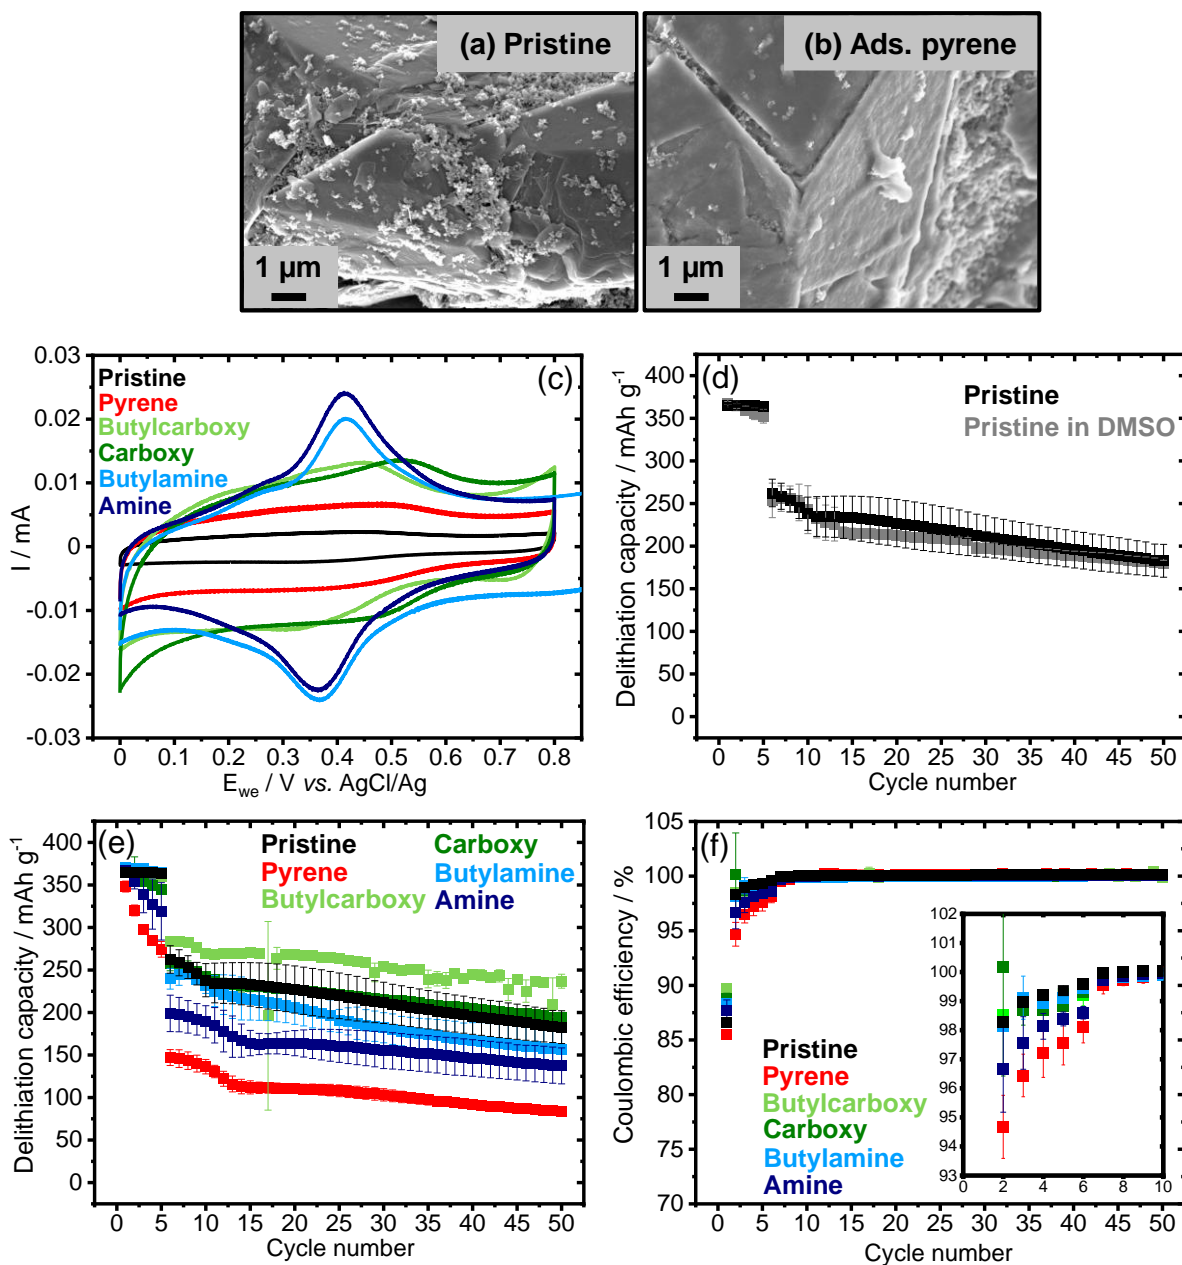 (a) Pristine
(b) Ads. pyrene
1 µm
1 µm
(c)
Pristine
Pyrene
Butylcarboxy
Carboxy
Butylamine
Amine
0.03
0.02
0.01
0
-0.01
-0.02
-0.03
I / mA
0 0.1 0.2 0.3 0.4 0.5 0.6 0.7 0.8
E_we / V vs. AgCl/Ag
(d)
Pristine
Pristine in DMSO
400
350
300
250
200
150
100
50
0
Delithiation capacity / mAh g⁻¹
0 5 10 15 20 25 30 35 40 45 50
Cycle number
(e)
Pristine
Pyrene
Butylcarboxy
Carboxy
Butylamine
Amine
400
350
300
250
200
150
100
50
0
Delithiation capacity / mAh g⁻¹
0 5 10 15 20 25 30 35 40 45 50
Cycle number
(f)
105
100
95
90
85
80
75
70
Coulombic efficiency / %
Pristine
Pyrene
Butylcarboxy
Carboxy
Butylamine
Amine
102
101
100
99
98
97
96
95
94
93
0 2 4 6 8 10
0 5 10 15 20 25 30 35 40 45 50
Cycle number